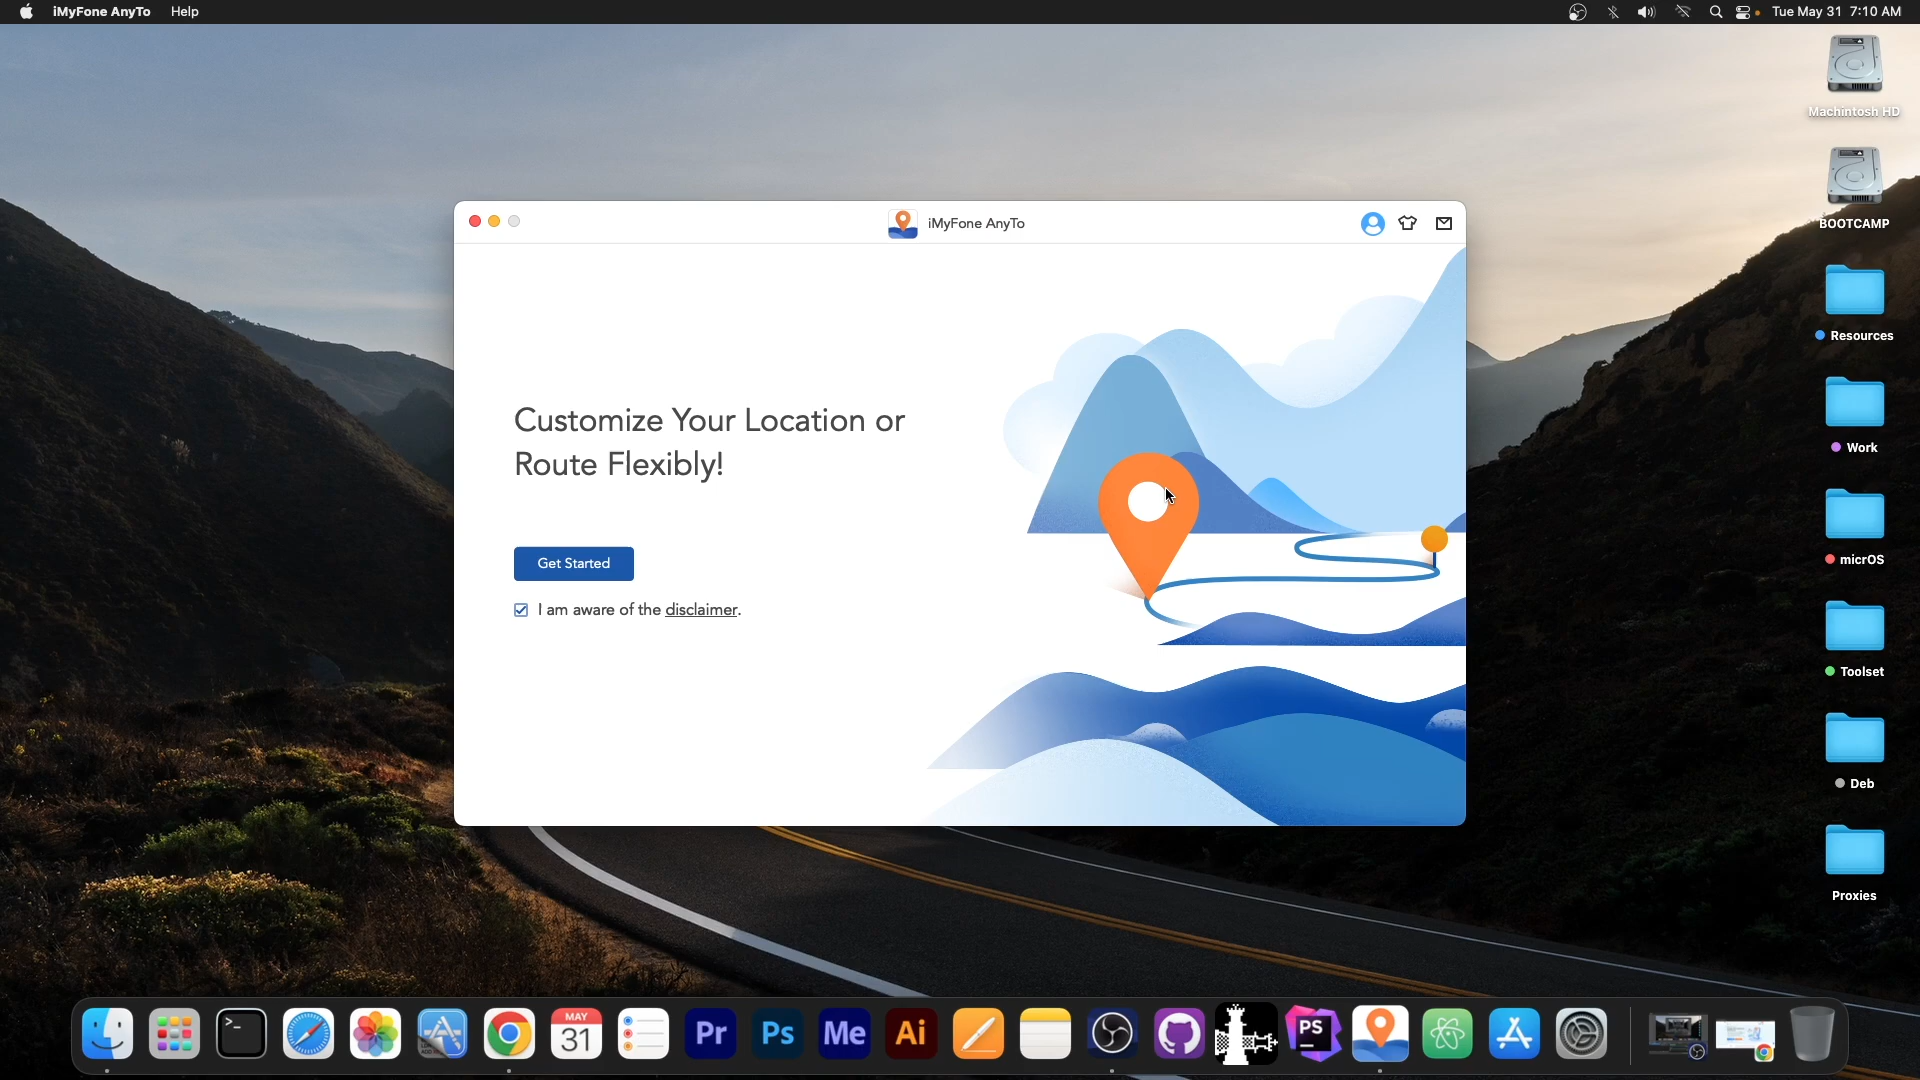 iMyFone AnyTo Help
Tue May 31 7:10 AM
Machintosh HD
BOOTCAMP
Resources
Work
micrOS
Toolset
Deb
Proxies
iMyFone AnyTo
Customize Your Location or
Route Flexibly!
Get Started
I am aware of the disclaimer.
MAY
31
Pr
Ps
Me
Ai
PS